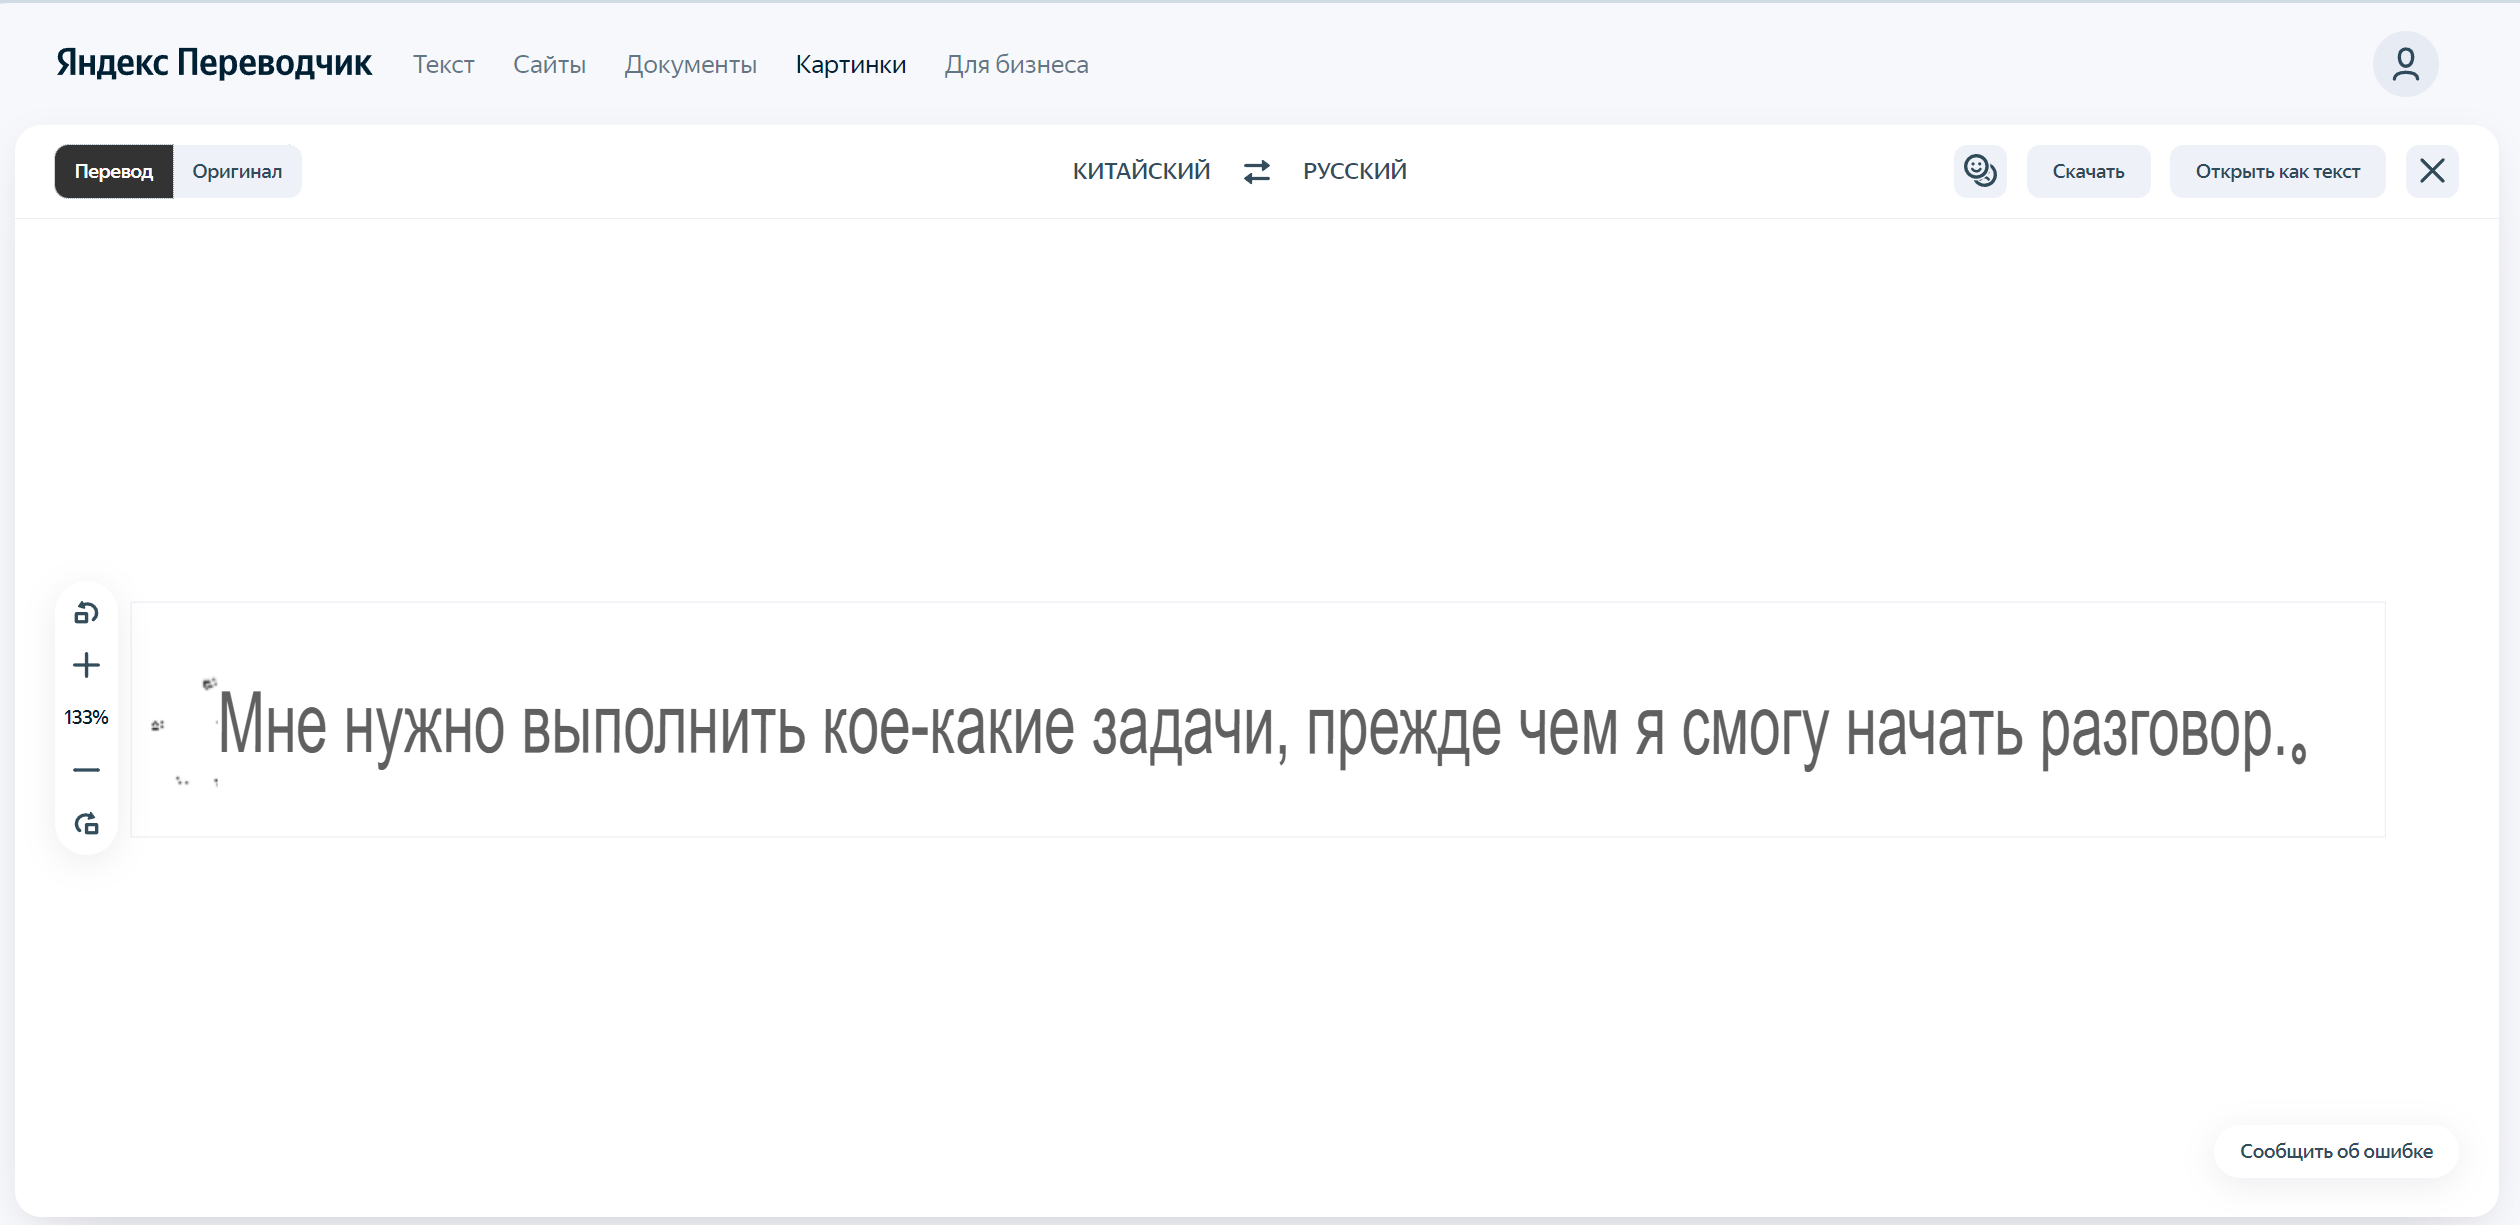 Яндекс Переводчик Текст Сайты Документы Картинки Для бизнеса
Перевод Оригинал КИТАЙСКИЙ РУССКИЙ Скачать Открыть как текст
133%
Мне нужно выполнить кое-какие задачи, прежде чем я смогу начать разговор.。
Сообщить об ошибке